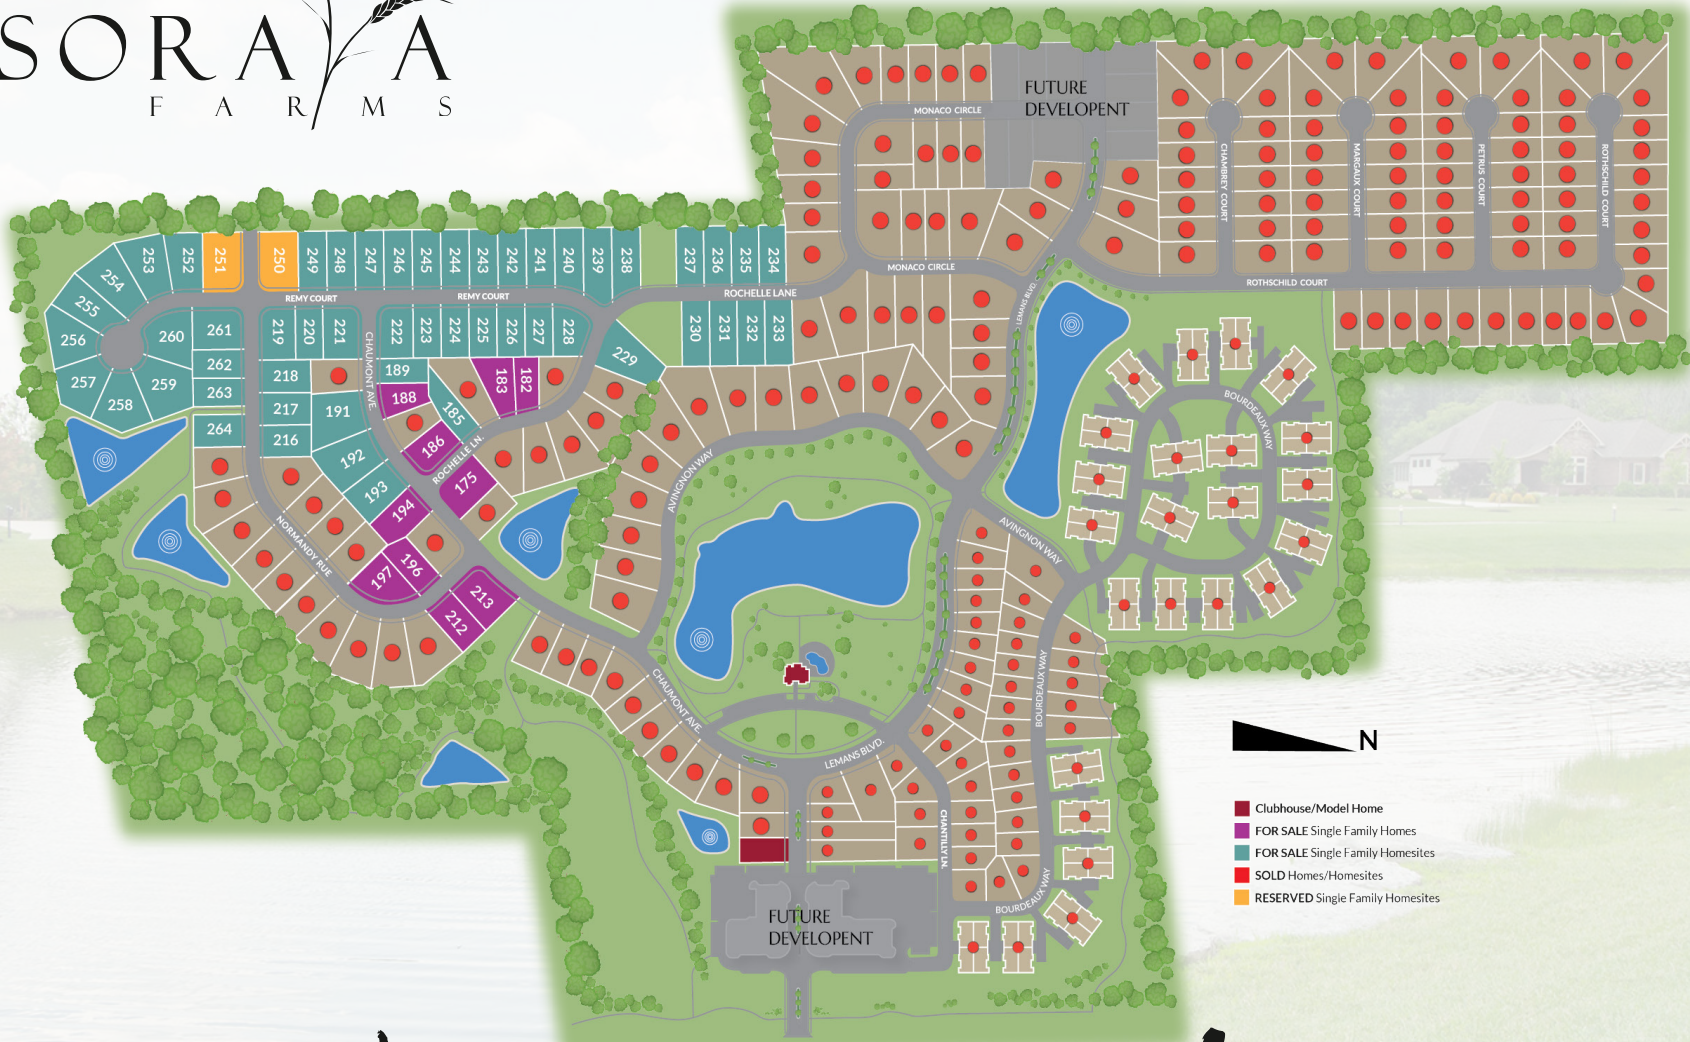 SORAYA
FARMS
FUTURE
DEVELOPENT
MONACO CIRCLE
CHAMBREY COURT
MARGAUX COURT
PETRUS COURT
ROTHSCHILD COURT
253
252
251
250
249
248
247
246
245
244
243
242
241
240
239
238
237
236
235
234
MONACO CIRCLE
254
255
REMY COURT
REMY COURT
ROCHELLE LANE
LEMANS BLVD.
ROTHSCHILD COURT
256
260
261
219
220
221
CHAUMONT AVE.
222
223
224
225
226
227
228
229
230
231
232
233
262
257
259
263
258
264
218
217
216
189
188
183
182
185
191
192
193
186
ROCHELLE LN.
175
194
196
197
213
212
NORMANDY RUE
AVINGNON WAY
BOURDEAUX WAY
AVINGNON WAY
CHAUMONT AVE.
BOURDEAUX WAY
LEMANS BLVD.
CHANTILLY LN.
BOURDEAUX WAY
FUTURE
DEVELOPENT
N
Clubhouse/Model Home
FOR SALE Single Family Homes
FOR SALE Single Family Homesites
SOLD Homes/Homesites
RESERVED Single Family Homesites